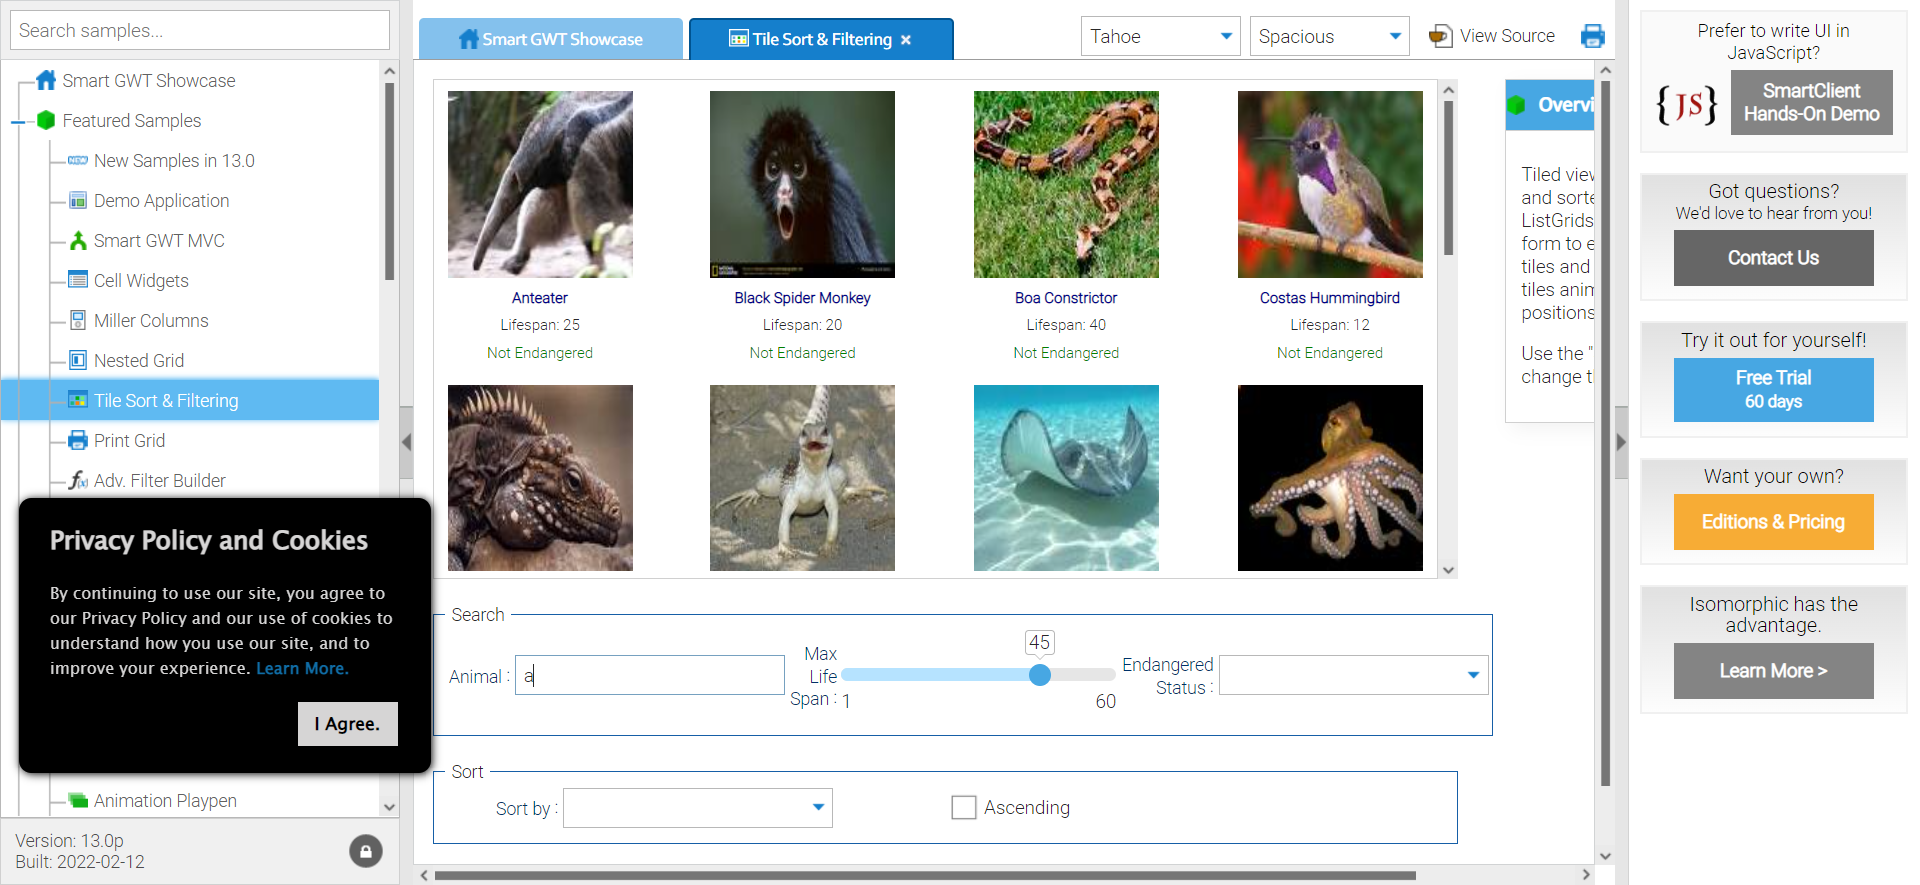 Search samples...
Smart GWT Showcase
Featured Samples
New Samples in 13.0
Demo Application
Smart GWT MVC
Cell Widgets
Miller Columns
Nested Grid
Tile Sort & Filtering
Print Grid
Adv. Filter Builder
Privacy Policy and Cookies
By continuing to use our site, you agree to
our Privacy Policy and our use of cookies to
understand how you use our site, and to
improve your experience. Learn More.
I Agree.
Animation Playpen
Version: 13.0p
Built: 2022-02-12
Smart GWT Showcase
Tile Sort & Filtering
Tahoe
Spacious
View Source
Anteater
Lifespan: 25
Not Endangered
Black Spider Monkey
Lifespan: 20
Not Endangered
Boa Constrictor
Lifespan: 40
Not Endangered
Costas Hummingbird
Lifespan: 12
Not Endangered
Search
Animal :
a
Max
Life
Span :
45
1
60
Endangered
Status :
Sort
Sort by :
Ascending
Overvi
Tiled view
and sorte
ListGrids
form to e
tiles and
tiles anim
positions
Use the "
change t
Prefer to write UI in
JavaScript?
{JS}
SmartClient
Hands-On Demo
Got questions?
We'd love to hear from you!
Contact Us
Try it out for yourself!
Free Trial
60 days
Want your own?
Editions & Pricing
Isomorphic has the
advantage.
Learn More >